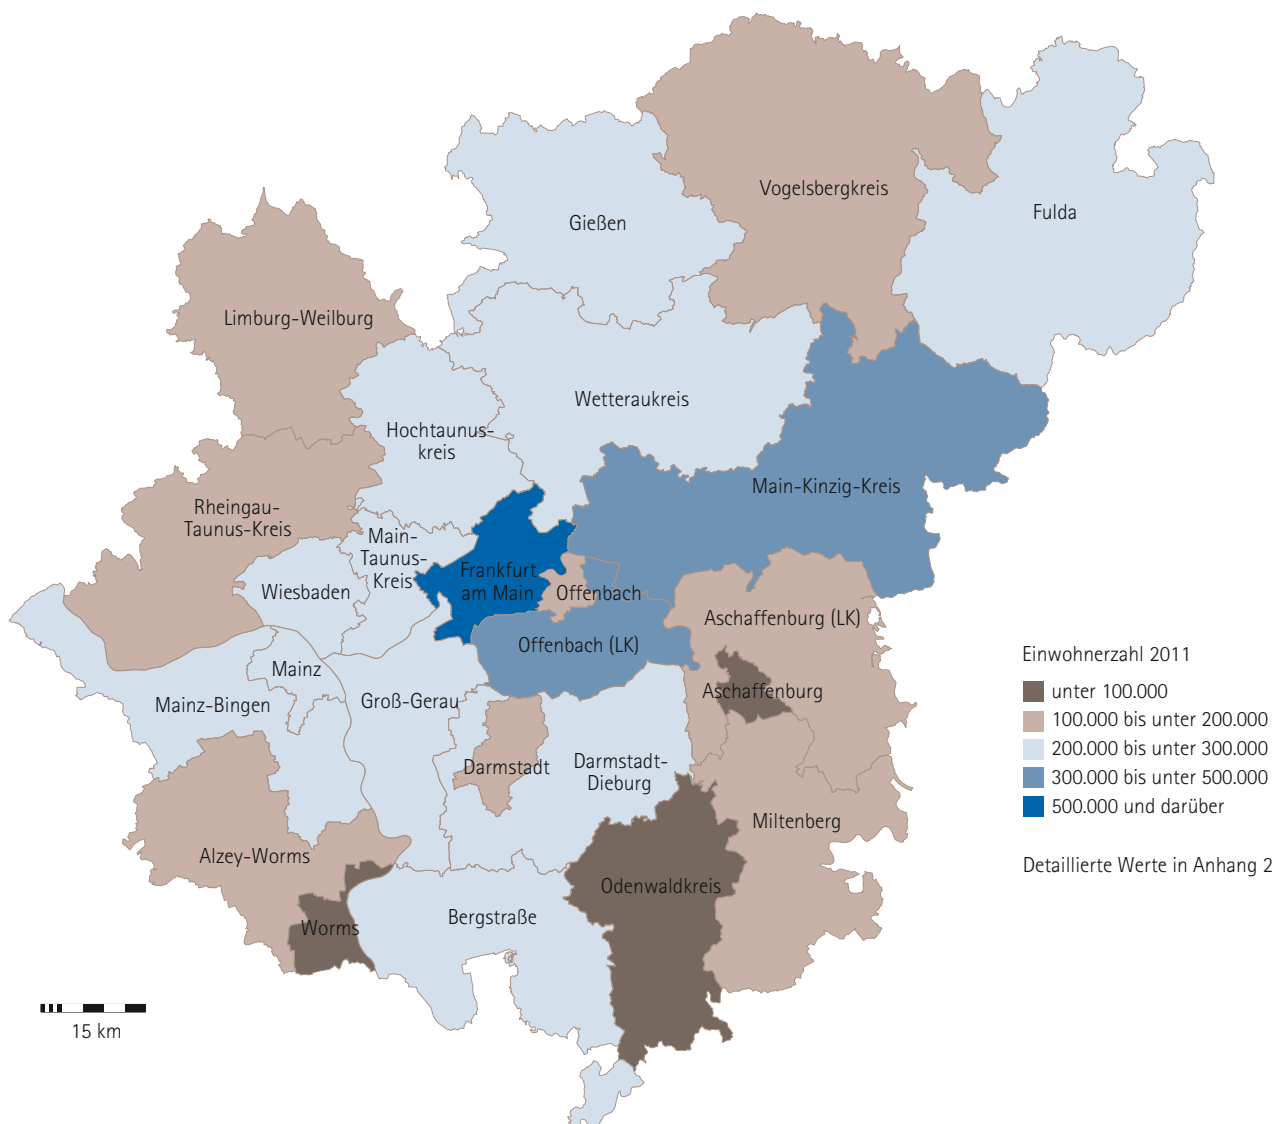 Vogelsbergkreis
Fulda
Gießen
Limburg-Weilburg
Wetteraukreis
Hochtaunus-
kreis
Main-Kinzig-Kreis
Rheingau-
Taunus-Kreis
Main-
Taunus-
Kreis
Frankfurt
am Main
Wiesbaden
Offenbach
Aschaffenburg (LK)
Offenbach (LK)
Mainz
Mainz-Bingen
Groß-Gerau
Aschaffenburg
Darmstadt
Darmstadt-
Dieburg
Miltenberg
Alzey-Worms
Odenwaldkreis
Worms
Bergstraße
Einwohnerzahl 2011
unter 100.000
100.000 bis unter 200.000
200.000 bis unter 300.000
300.000 bis unter 500.000
500.000 und darüber
Detaillierte Werte in Anhang 2
15 km